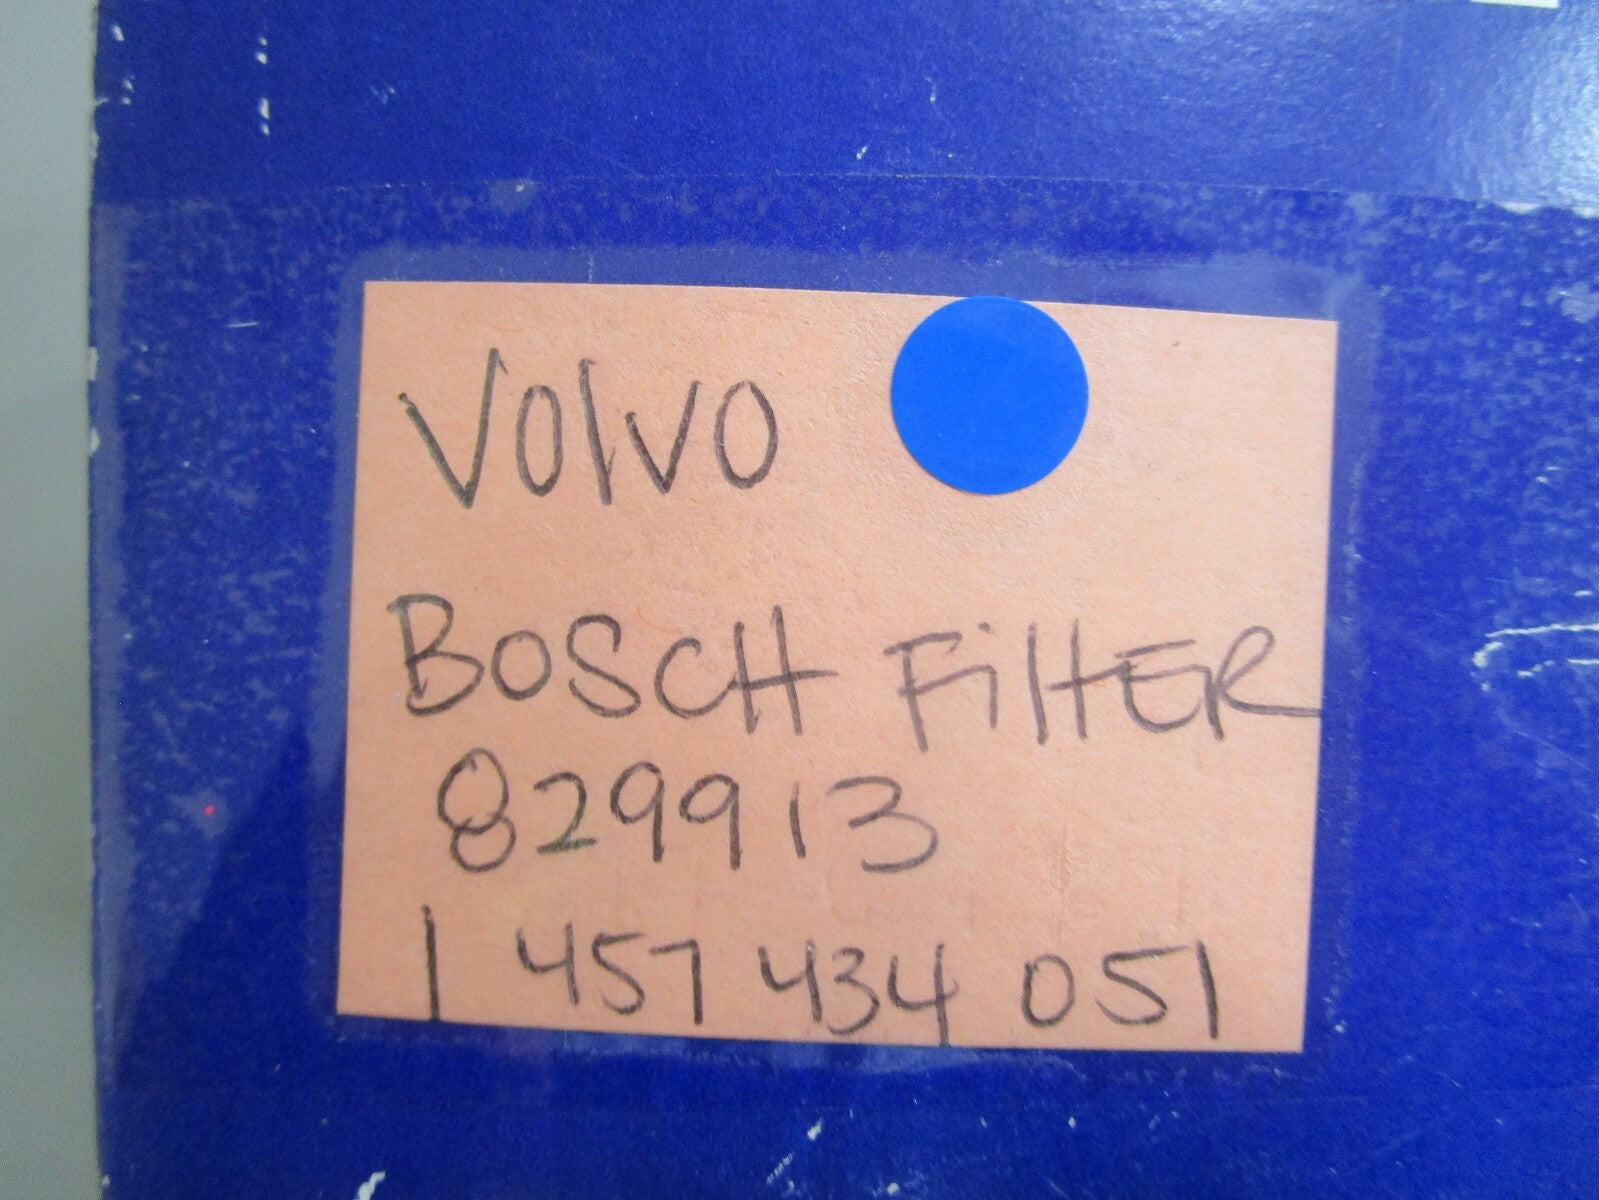 Volvo
BOSCH FilTER
829913
1 457 434 051